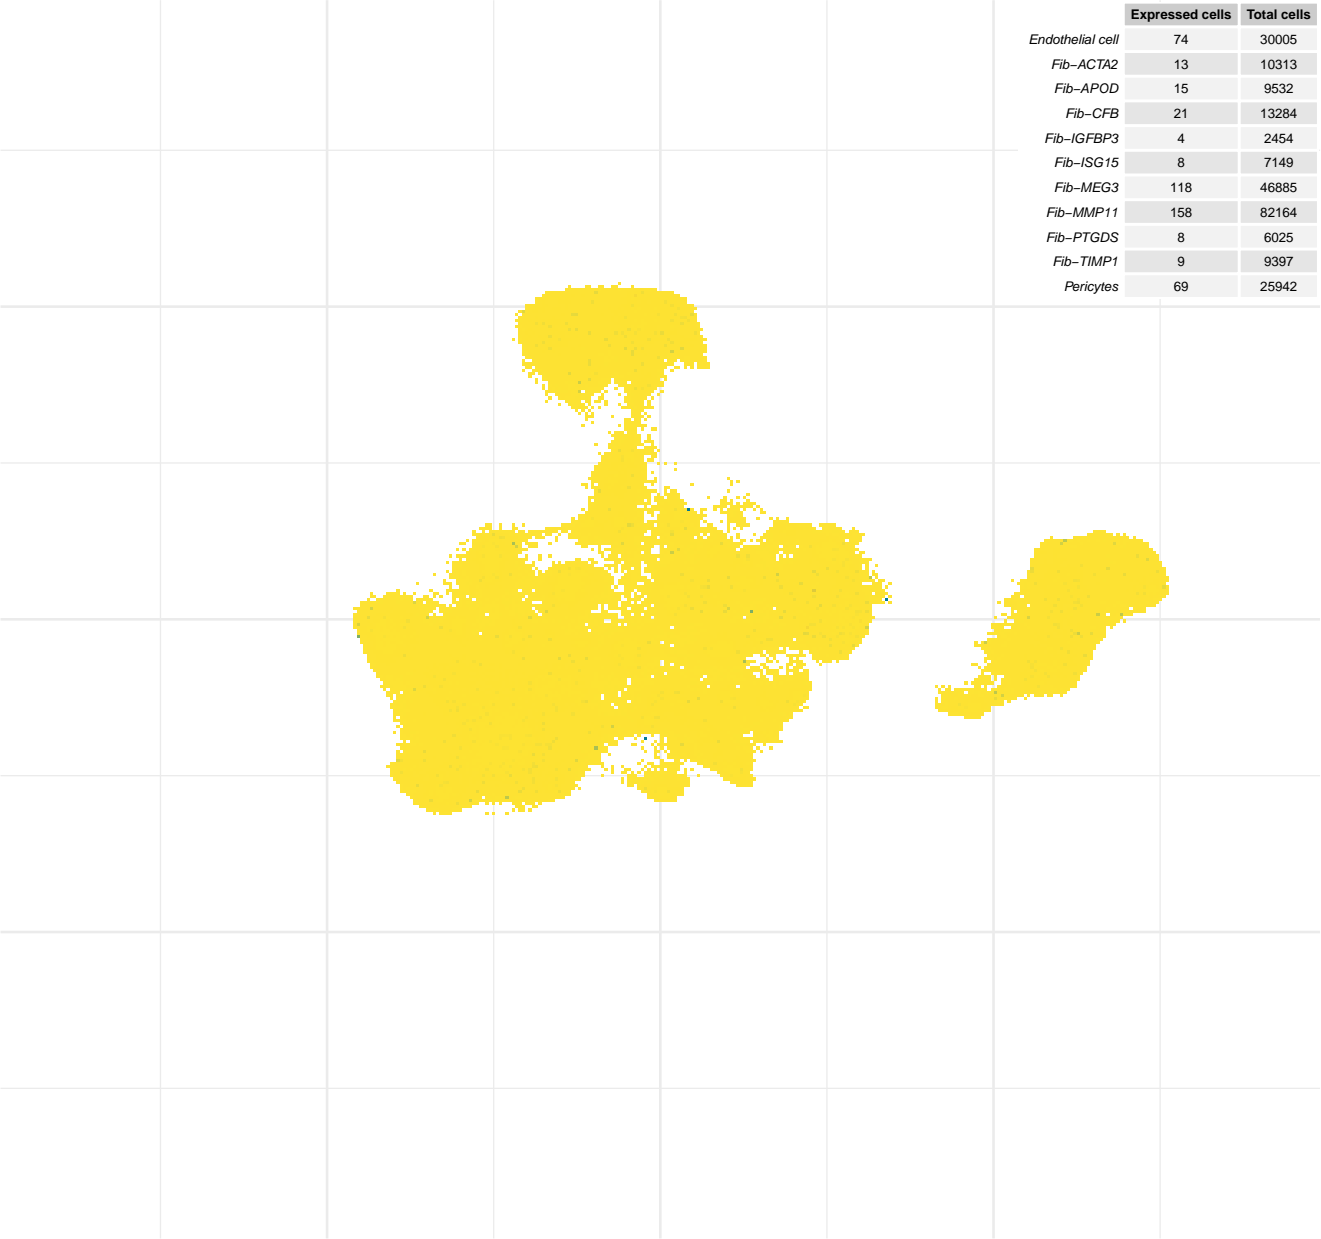 Expressed cells Total cells
Endothelial cell 74 30005
Fib−ACTA2 13 10313
Fib−APOD 15 9532
Fib−CFB 21 13284
Fib−IGFBP3 4 2454
Fib−ISG15 8 7149
Fib−MEG3 118 46885
Fib−MMP11 158 82164
Fib−PTGDS 8 6025
Fib−TIMP1 9 9397
Pericytes 69 25942